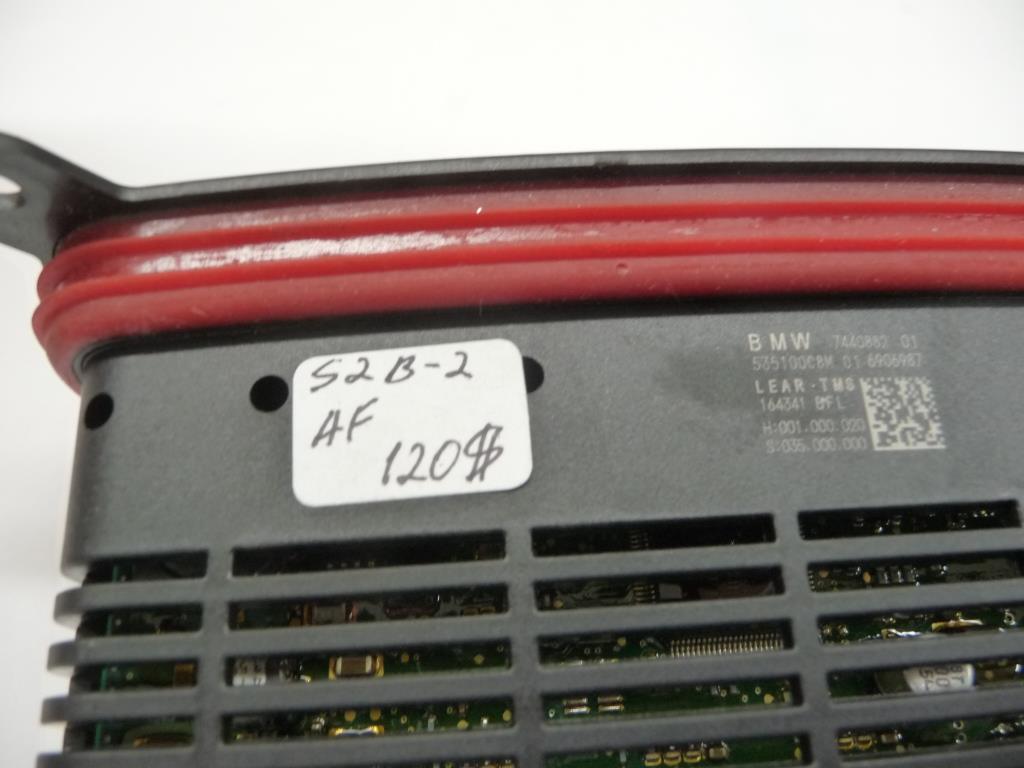 S2B-2
AF
120$
BMW 7440882 01
535100C8M 01 6906987
LEAR-TMS
164341 BFL
H:001.000.020
S:035.000.000